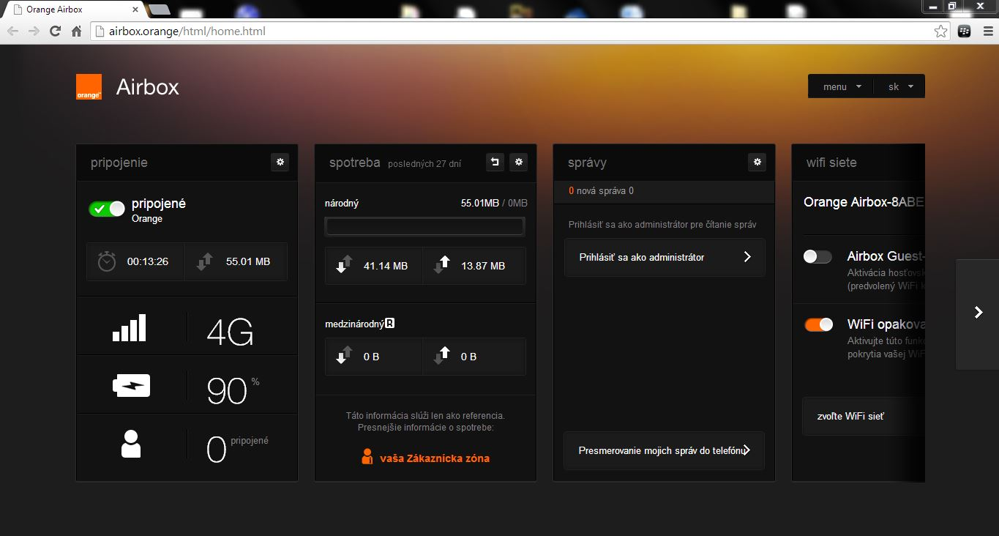 Orange Airbox
airbox.orange/html/home.html
orange™
Airbox
menu
sk
pripojenie
pripojené
Orange
00:13:26
55.01 MB
4G
90 %
0 pripojené
spotreba posledných 27 dní
národný
55.01MB / 0MB
41.14 MB
13.87 MB
medzinárodný R
0 B
0 B
Táto informácia slúži len ako referencia.
Presnejšie informácie o spotrebe:
vaša Zákaznícka zóna
správy
0 nová správa 0
Prihlásiť sa ako administrátor pre čítanie správ
Prihlásiť sa ako administrátor
Presmerovanie mojich správ do telefónu
wifi siete
Orange Airbox-8ABE
Airbox Guest-
Aktivácia hosťovsk
(predvolený WiFi k
WiFi opakova
Aktivujte túto funkc
pokrytia vašej WiF
zvoľte WiFi sieť